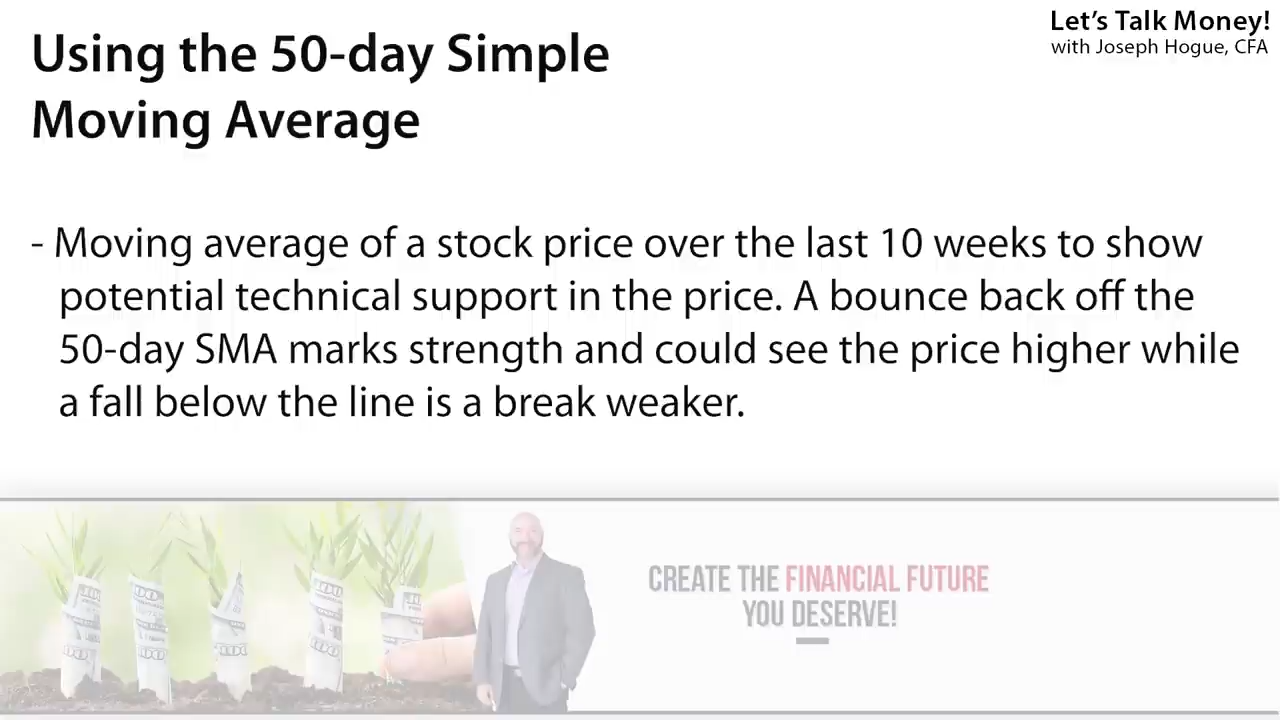 Let's Talk Money!
with Joseph Hogue, CFA
Using the 50-day Simple
Moving Average
- Moving average of a stock price over the last 10 weeks to show
potential technical support in the price. A bounce back off the
50-day SMA marks strength and could see the price higher while
a fall below the line is a break weaker.
CREATE THE FINANCIAL FUTURE
YOU DESERVE!